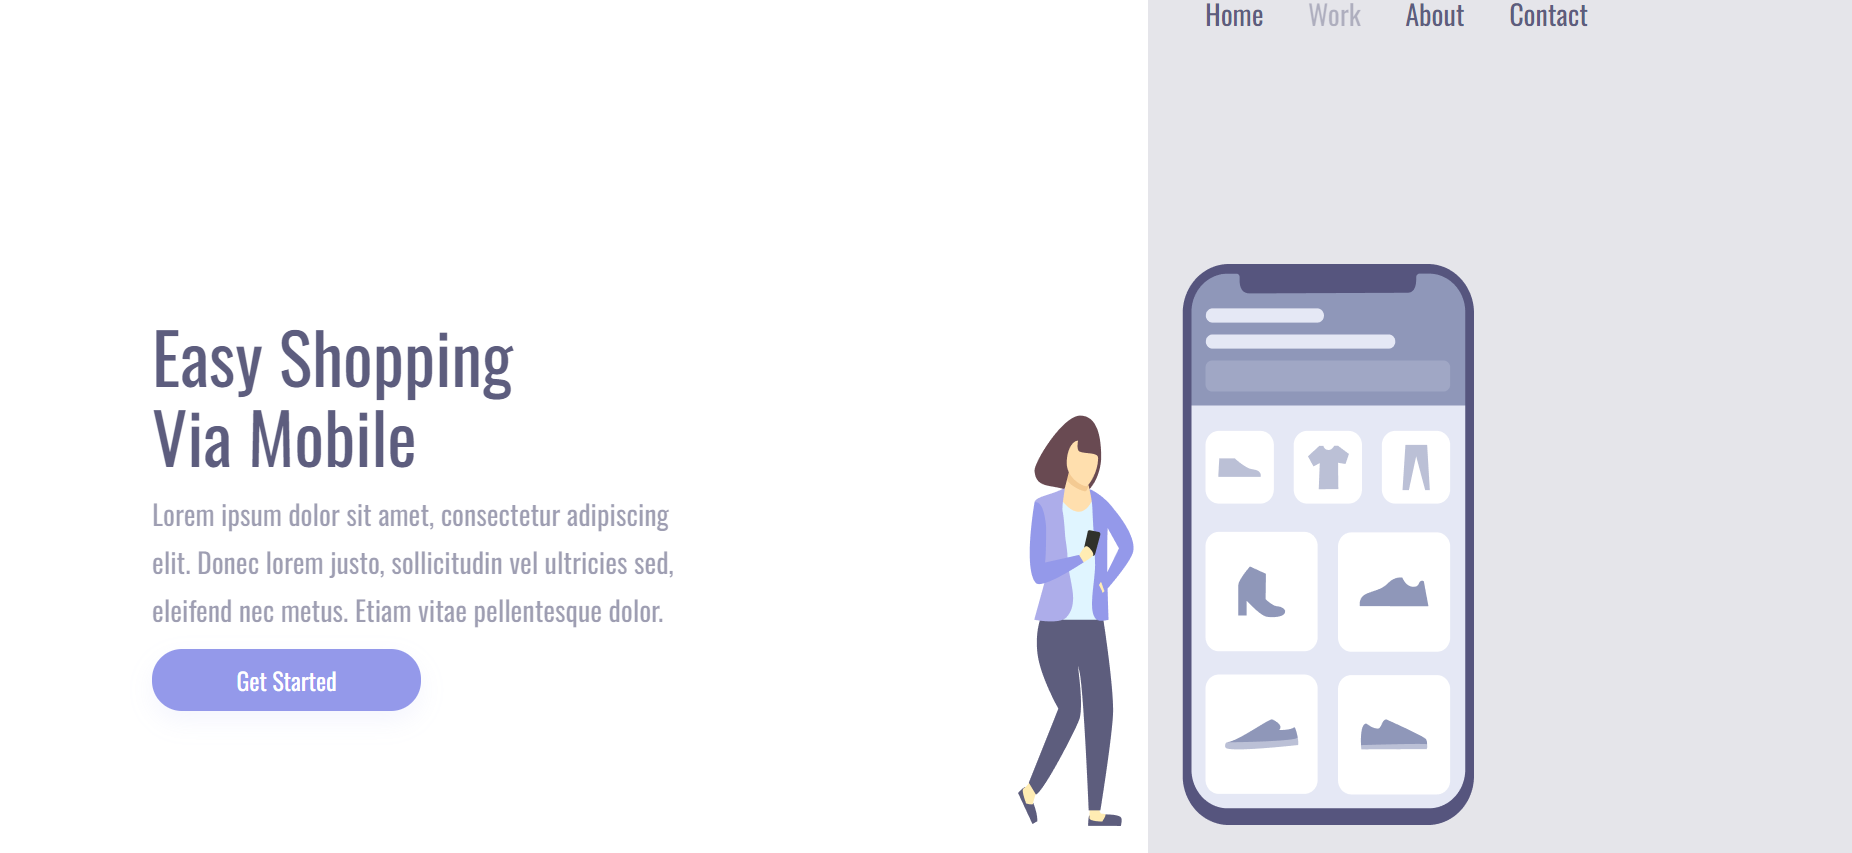 Home Work About Contact
Easy Shopping
Via Mobile
Lorem ipsum dolor sit amet, consectetur adipiscing
elit. Donec lorem justo, sollicitudin vel ultricies sed,
eleifend nec metus. Etiam vitae pellentesque dolor.
Get Started